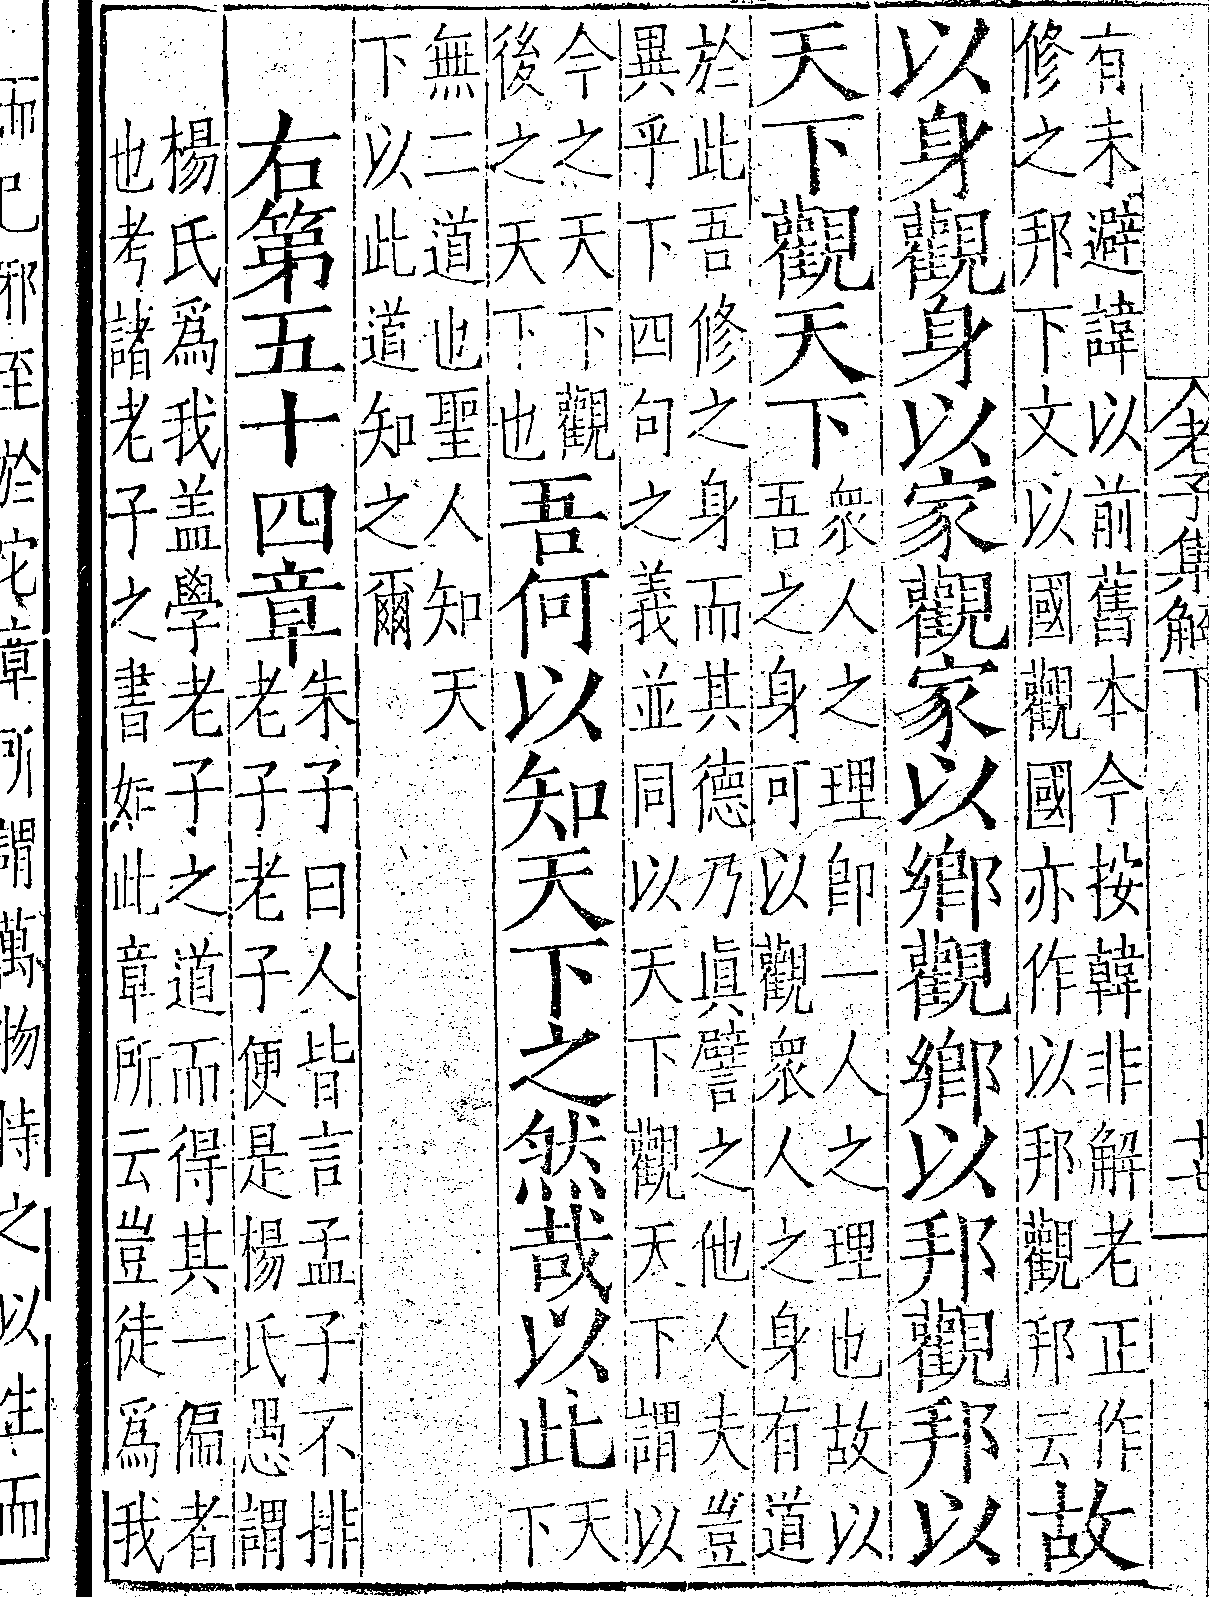 老子集解下
十七
有未避諱以前舊本今按韓非解老正作
修之邦下文以國觀國亦作以邦觀邦云故
以身觀身以家觀家以鄉觀鄉以邦觀邦以
天下觀天下衆人之理即一人之理也故以
吾之身可以觀衆人之身有道
於此吾修之身而其德乃眞譬之他人夫豈
異乎下四句之義並同以天下觀天下謂以
今之天下觀
後之天下也吾何以知天下之然哉以此天
下
無二道也聖人知天
下以此道知之爾
右第五十四章朱子曰人皆言孟子不排
老子老子便是楊氏愚謂
楊氏爲我盖學老子之道而得其一偏者
也考諸老子之書如此章所云豈徒爲我
而已邪至於它章所謂萬物恃之以生而